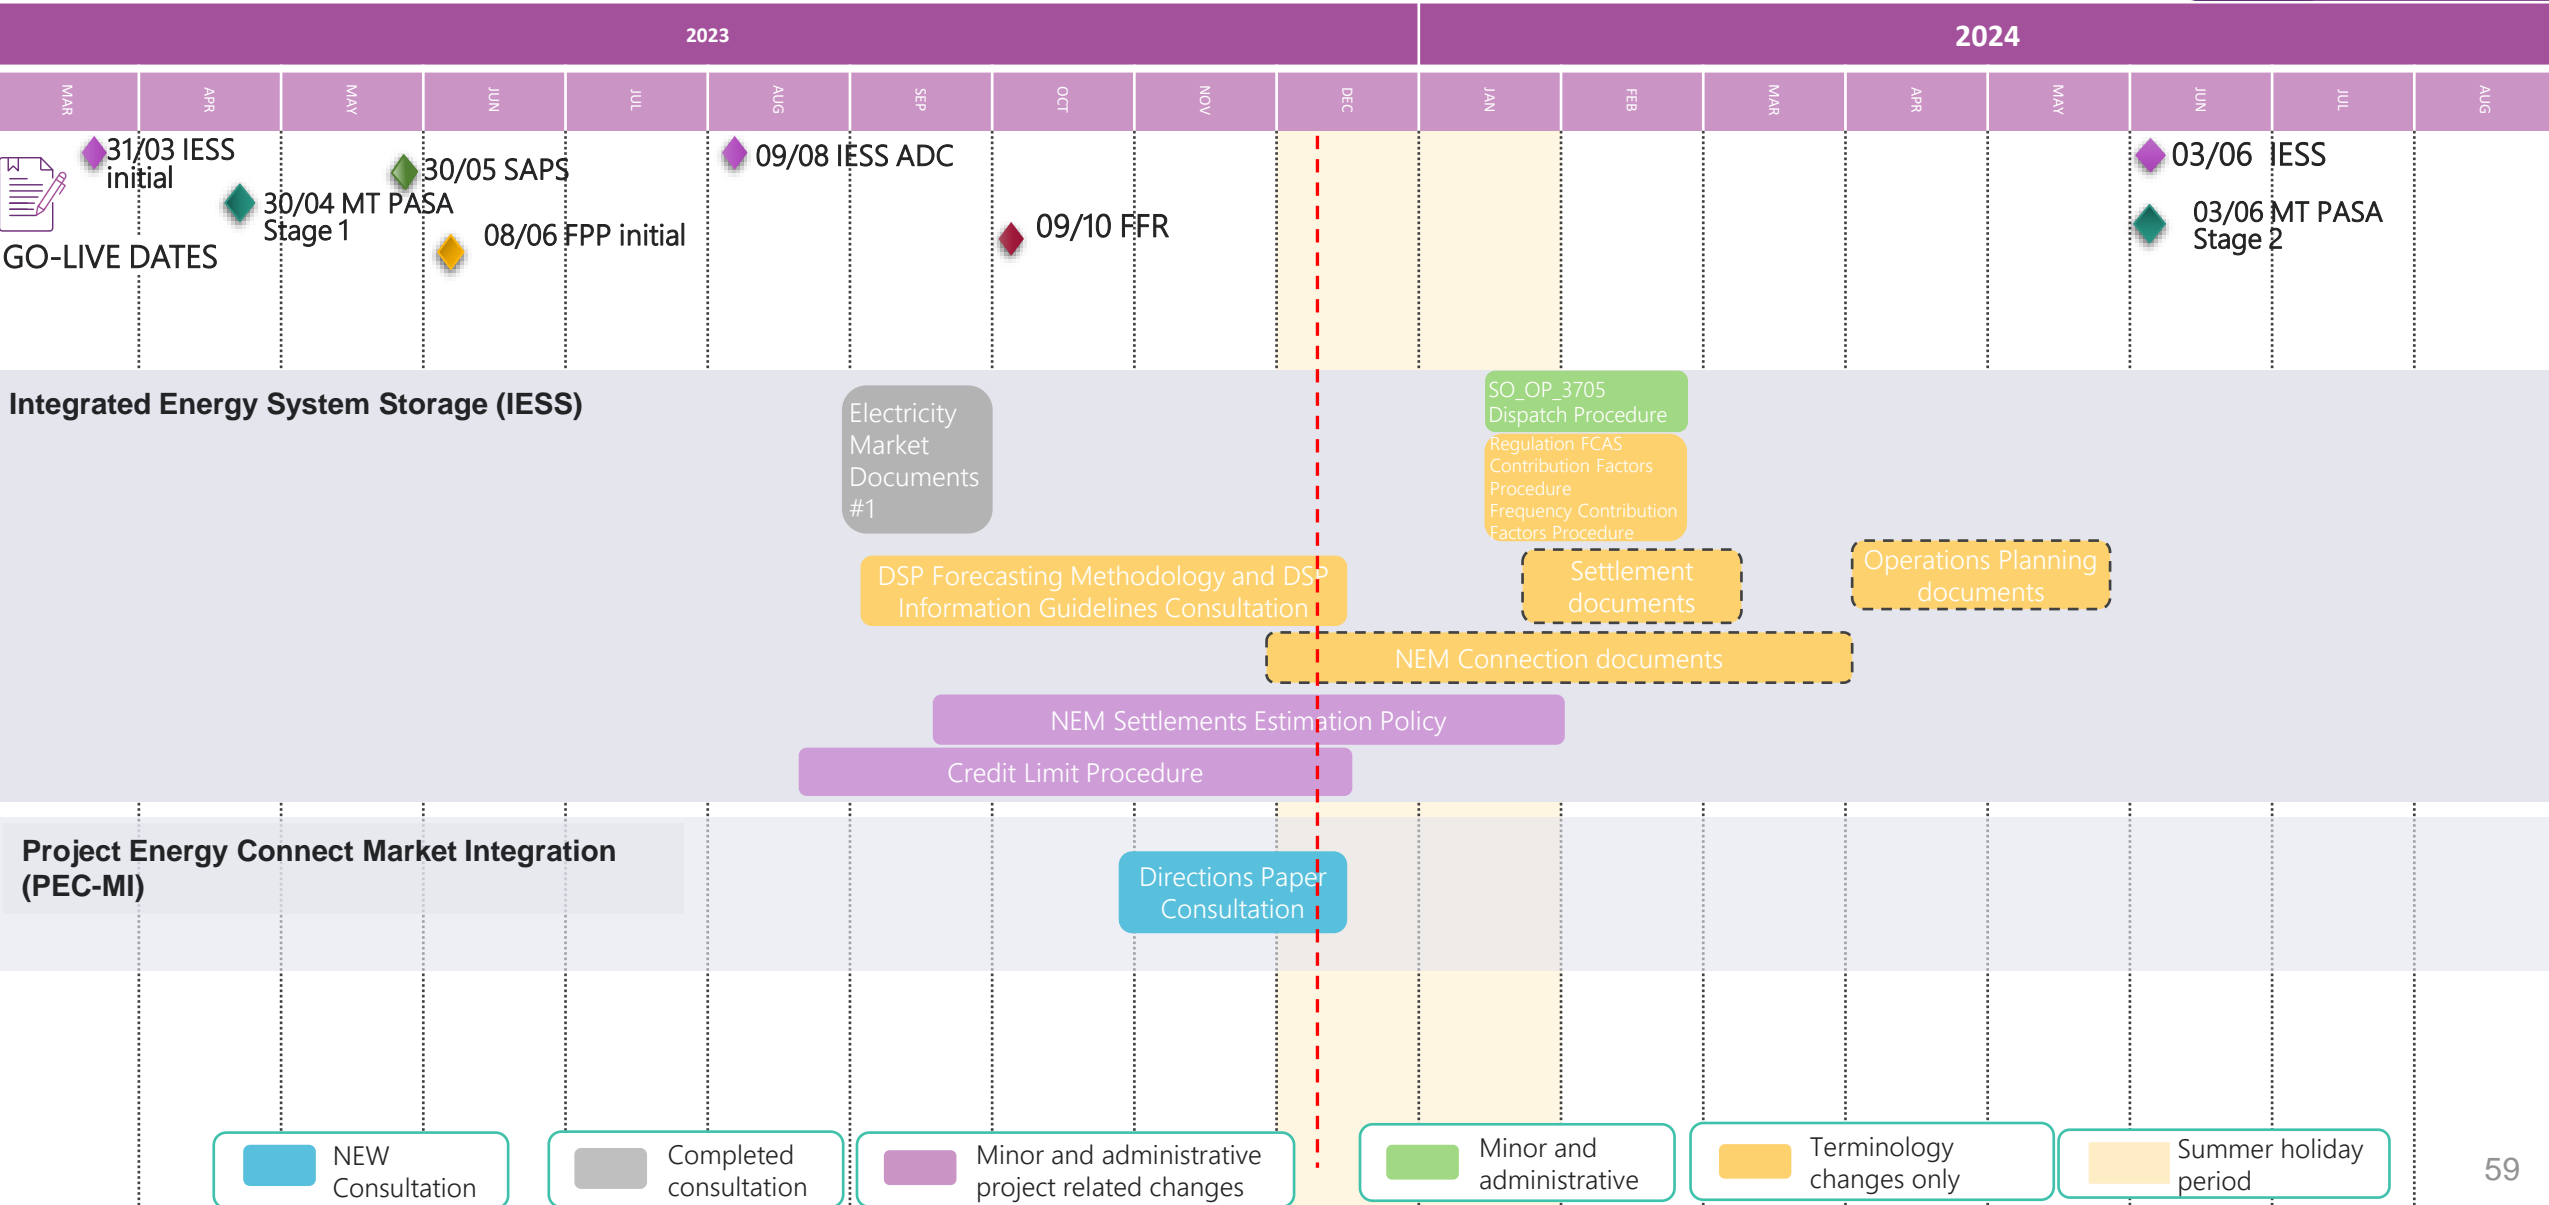 2023
2024
MAR
APR
MAY
JUN
JUL
AUG
SEP
OCT
NOV
DEC
JAN
FEB
MAR
APR
MAY
JUN
JUL
AUG
31/03 IESS
initial
30/04 MT PASA
Stage 1
30/05 SAPS
08/06 FPP initial
09/08 IESS ADC
09/10 FFR
03/06 IESS
03/06 MT PASA
Stage 2
GO-LIVE DATES
Integrated Energy System Storage (IESS)
Electricity
Market
Documents
#1
SO_OP_3705
Dispatch Procedure
Regulation FCAS
Contribution Factors
Procedure
Frequency Contribution
Factors Procedure
DSP Forecasting Methodology and DSP
Information Guidelines Consultation
Settlement
documents
Operations Planning
documents
NEM Connection documents
NEM Settlements Estimation Policy
Credit Limit Procedure
Project Energy Connect Market Integration
(PEC-MI)
Directions Paper
Consultation
NEW
Consultation
Completed
consultation
Minor and administrative
project related changes
Minor and
administrative
Terminology
changes only
Summer holiday
period
59